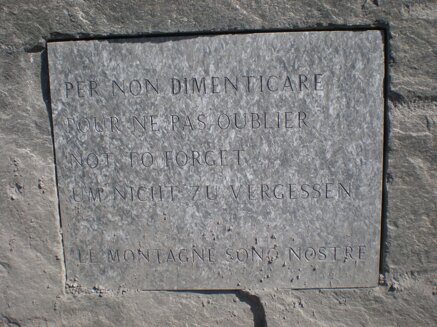 PER NON DIMENTICARE
POUR NE PAS OUBLIER
NOT TO FORGET
UM NICHT ZU VERGESSEN
"LE MONTAGNE SONO NOSTRE